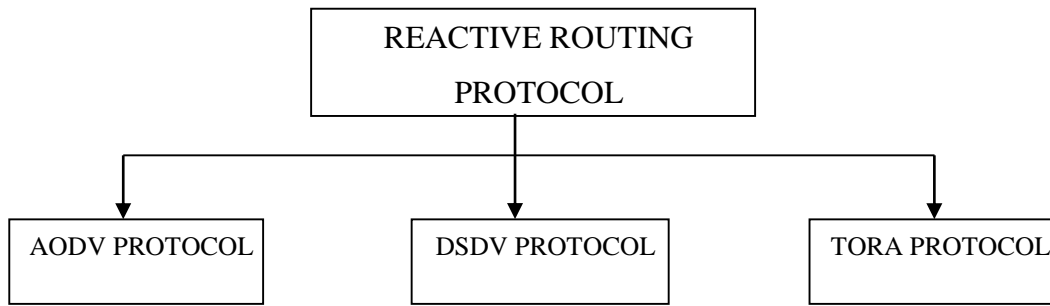 REACTIVE ROUTING
PROTOCOL
AODV PROTOCOL
DSDV PROTOCOL
TORA PROTOCOL